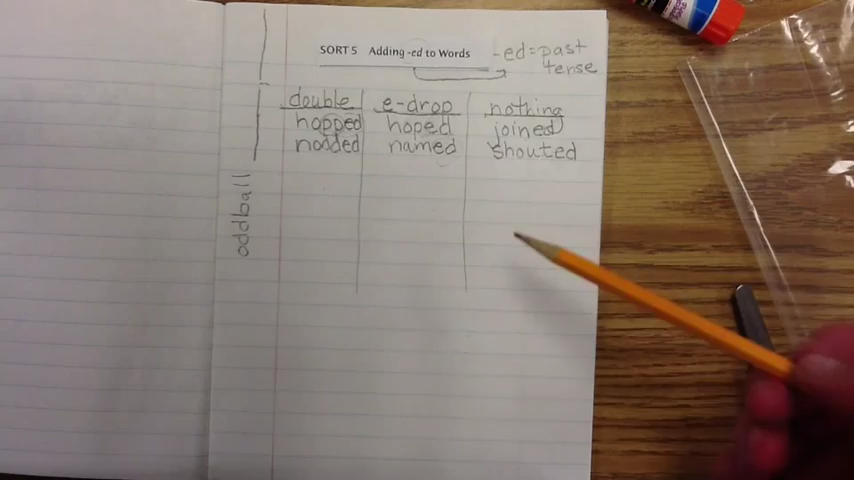 SORT 5 Adding -ed to Words
-ed = past
tense
double e-drop nothing
hopped hoped joined
nodded named shouted
oddball